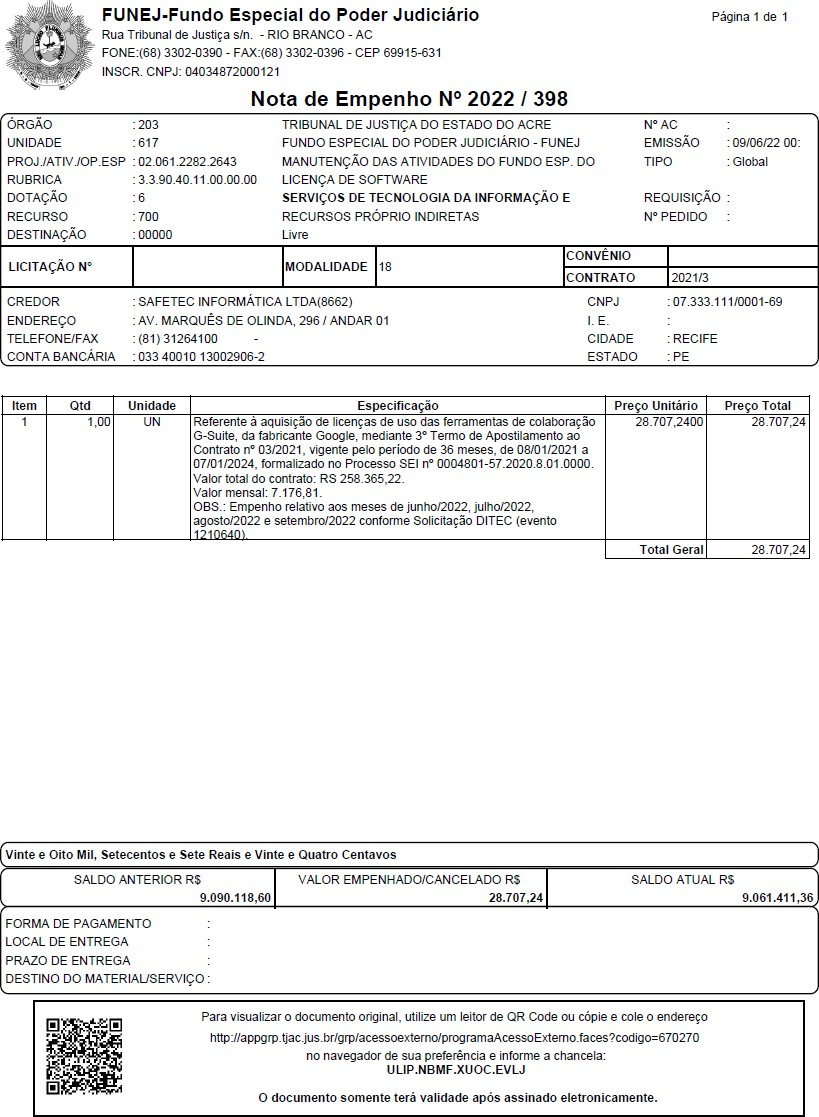 FUNEJ-Fundo Especial do Poder Judiciário
Página 1 de 1
Rua Tribunal de Justiça s/n. - RIO BRANCO - AC
FONE:(68) 3302-0390 - FAX:(68) 3302-0396 - CEP 69915-631
INSCR. CNPJ: 04034872000121
Nota de Empenho Nº 2022 / 398
ÓRGÃO : 203 TRIBUNAL DE JUSTIÇA DO ESTADO DO ACRE Nº AC :
UNIDADE : 617 FUNDO ESPECIAL DO PODER JUDICIÁRIO - FUNEJ EMISSÃO : 09/06/22 00:
PROJ./ATIV./OP.ESP : 02.061.2282.2643 MANUTENÇÃO DAS ATIVIDADES DO FUNDO ESP. DO TIPO : Global
RUBRICA : 3.3.90.40.11.00.00.00 LICENÇA DE SOFTWARE
DOTAÇÃO : 6 SERVIÇOS DE TECNOLOGIA DA INFORMAÇÃO E REQUISIÇÃO :
RECURSO : 700 RECURSOS PRÓPRIO INDIRETAS Nº PEDIDO :
DESTINAÇÃO : 00000 Livre
LICITAÇÃO Nº MODALIDADE 18 CONVÊNIO
CONTRATO 2021/3
CREDOR : SAFETEC INFORMÁTICA LTDA(8662) CNPJ : 07.333.111/0001-69
ENDEREÇO : AV. MARQUÊS DE OLINDA, 296 / ANDAR 01 I. E. :
TELEFONE/FAX : (81) 31264100 - CIDADE : RECIFE
CONTA BANCÁRIA : 033 40010 13002906-2 ESTADO : PE
Item Qtd Unidade Especificação Preço Unitário Preço Total
1 1,00 UN Referente à aquisição de licenças de uso das ferramentas de colaboração 28.707,2400 28.707,24
G-Suite, da fabricante Google, mediante 3º Termo de Apostilamento ao
Contrato nº 03/2021, vigente pelo período de 36 meses, de 08/01/2021 a
07/01/2024, formalizado no Processo SEI nº 0004801-57.2020.8.01.0000.
Valor total do contrato: RS 258.365,22.
Valor mensal: 7.176,81.
OBS.: Empenho relativo aos meses de junho/2022, julho/2022,
agosto/2022 e setembro/2022 conforme Solicitação DITEC (evento
1210640).
Total Geral 28.707,24
Vinte e Oito Mil, Setecentos e Sete Reais e Vinte e Quatro Centavos
SALDO ANTERIOR R$ VALOR EMPENHADO/CANCELADO R$ SALDO ATUAL R$
9.090.118,60 28.707,24 9.061.411,36
FORMA DE PAGAMENTO :
LOCAL DE ENTREGA :
PRAZO DE ENTREGA :
DESTINO DO MATERIAL/SERVIÇO :
Para visualizar o documento original, utilize um leitor de QR Code ou cópie e cole o endereço
http://appgrp.tjac.jus.br/grp/acessoexterno/programaAcessoExterno.faces?codigo=670270
no navegador de sua preferência e informe a chancela:
ULIP.NBMF.XUOC.EVLJ
O documento somente terá validade após assinado eletronicamente.